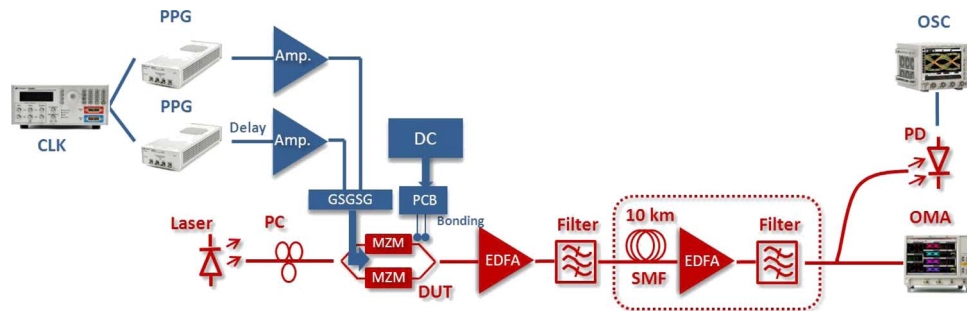 PPG
OSC
Amp.
PPG
CLK
Delay
Amp.
DC
PD
GSGSG
PCB
Bonding
Laser
PC
Filter
10 km
Filter
OMA
MZM
EDFA
EDFA
MZM
DUT
SMF